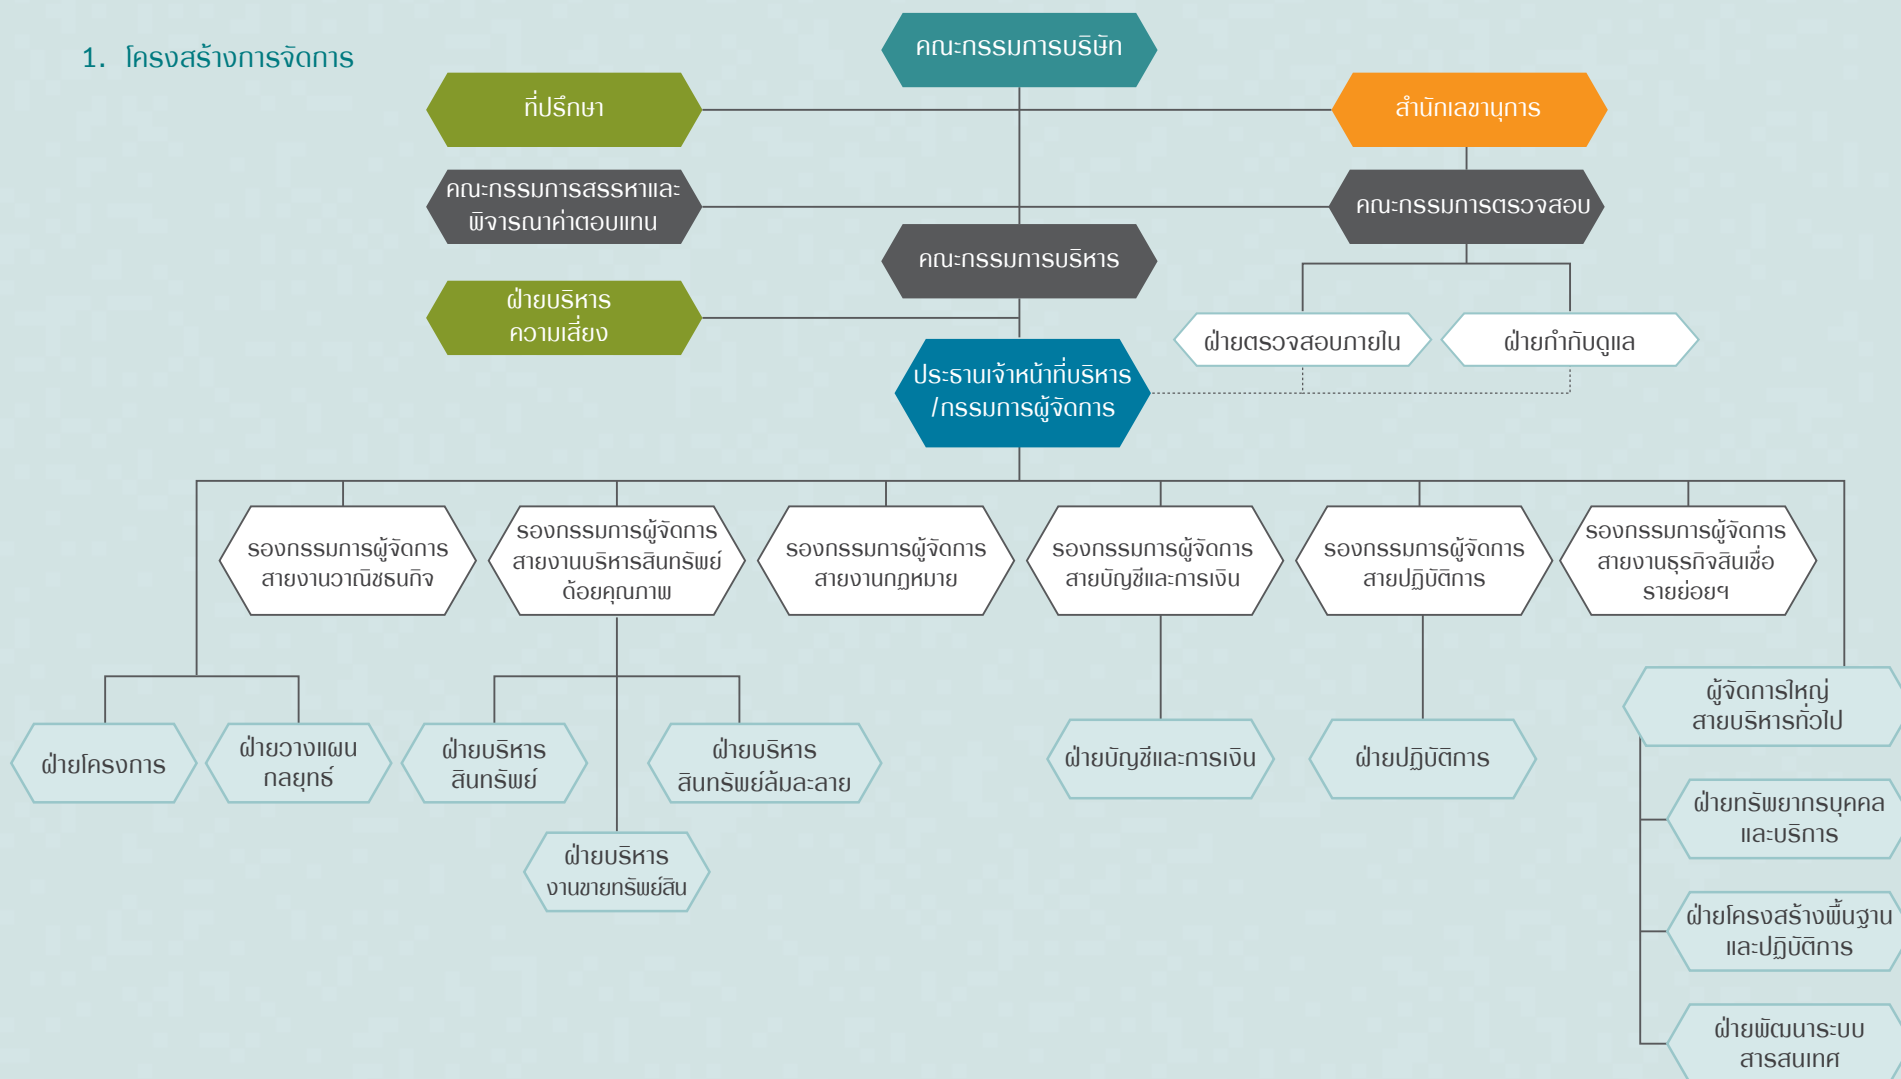 1. โครงสร้างการจัดการ
คณะกรรมการบริษัท
ที่ปรึกษา
สำนักเลขานุการ
คณะกรรมการสรรหาและ
พิจารณาค่าตอบแทน
คณะกรรมการตรวจสอบ
คณะกรรมการบริหาร
ฝ่ายบริหาร
ความเสี่ยง
ฝ่ายตรวจสอบภายใน
ฝ่ายกำกับดูแล
ประธานเจ้าหน้าที่บริหาร
/กรรมการผู้จัดการ
รองกรรมการผู้จัดการ
สายงานวาณิชธนกิจ
รองกรรมการผู้จัดการ
สายงานบริหารสินทรัพย์
ด้อยคุณภาพ
รองกรรมการผู้จัดการ
สายงานกฎหมาย
รองกรรมการผู้จัดการ
สายบัญชีและการเงิน
รองกรรมการผู้จัดการ
สายปฏิบัติการ
รองกรรมการผู้จัดการ
สายงานธุรกิจสินเชื่อ
รายย่อยฯ
ผู้จัดการใหญ่
สายบริหารทั่วไป
ฝ่ายโครงการ
ฝ่ายวางแผน
กลยุทธ์
ฝ่ายบริหาร
สินทรัพย์
ฝ่ายบริหาร
สินทรัพย์ล้มละลาย
ฝ่ายบัญชีและการเงิน
ฝ่ายปฏิบัติการ
ฝ่ายทรัพยากรบุคคล
และบริการ
ฝ่ายบริหาร
งานขายทรัพย์สิน
ฝ่ายโครงสร้างพื้นฐาน
และปฏิบัติการ
ฝ่ายพัฒนาระบบ
สารสนเทศ